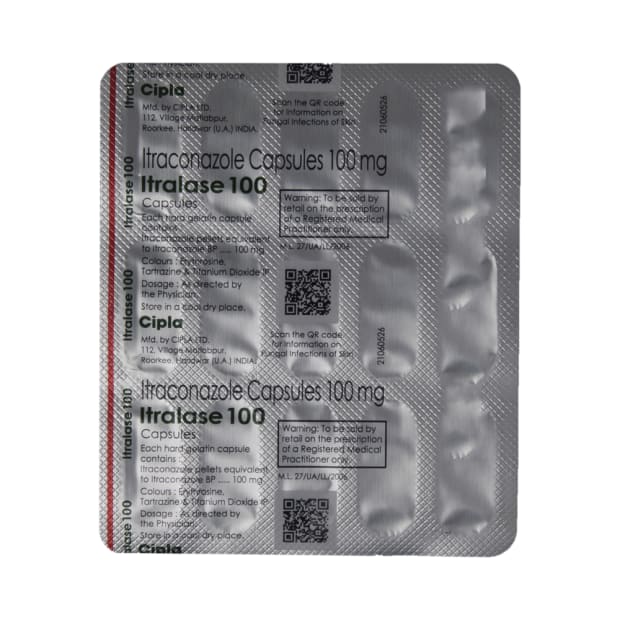 Itralase
Store in a cool dry place.
Cipla
Mfd. by CIPLA LTD.
112, Village
Roorkee, Haridwar (U.A.) INDIA
Scan the QR code
for information on
Fungal Infections of Skin
21060526
Itraconazole Capsules 100 mg
Itralase 100
Capsules
Each hard gelatin capsule
contains
Itraconazole pellets equivalent
to Itraconazole BP ..... 100 mg
Colours : Erythrosine,
Tartrazine & Titanium Dioxide IP
Dosage : As directed by
the Physician.
Store in a cool dry place.
Warning: To be sold by
retail on the prescription
of a Registered Medical
Practitioner only.
M.L. 27/UA/LL/2006
Itralase 100
Itralase 100
Cipla
Mfd. by CIPLA LTD.
112, Village
Roorkee, Haridwar (U.A.) INDIA
Scan the QR code
for information on
Fungal Infections of Skin
21060526
Itraconazole Capsules 100 mg
Itralase 100
Capsules
Each hard gelatin capsule
contains :
Itraconazole pellets equivalent
to Itraconazole BP ..... 100 mg
Colours : Erythrosine,
Tartrazine & Titanium Dioxide IP
Dosage : As directed by
the Physician.
Store in a cool dry place.
Warning: To be sold by
retail on the prescription
of a Registered Medical
Practitioner only.
M.L. 27/UA/LL/2006
Itralase 100
Itralase 100
Cipla